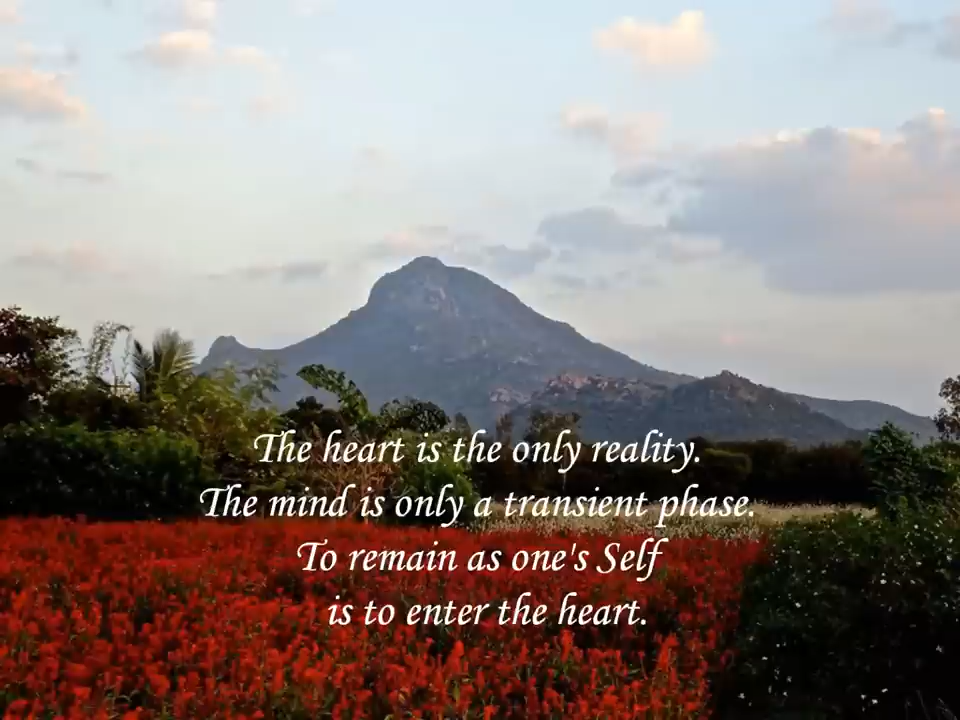 The heart is the only reality.
The mind is only a transient phase.
To remain as one's Self
is to enter the heart.